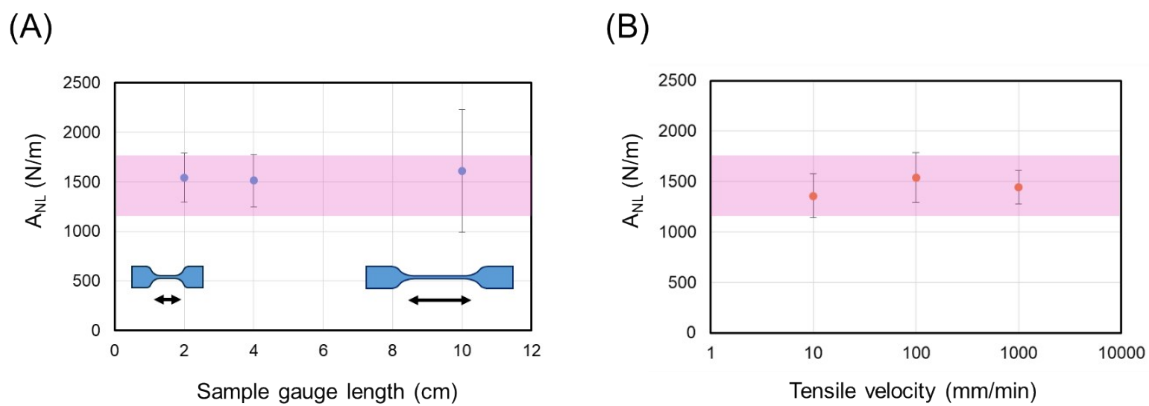 (A)
2500
2000
1500
1000
500
0
A_NL (N/m)
0 2 4 6 8 10 12
Sample gauge length (cm)
(B)
2500
2000
1500
1000
500
0
A_NL (N/m)
1 10 100 1000 10000
Tensile velocity (mm/min)